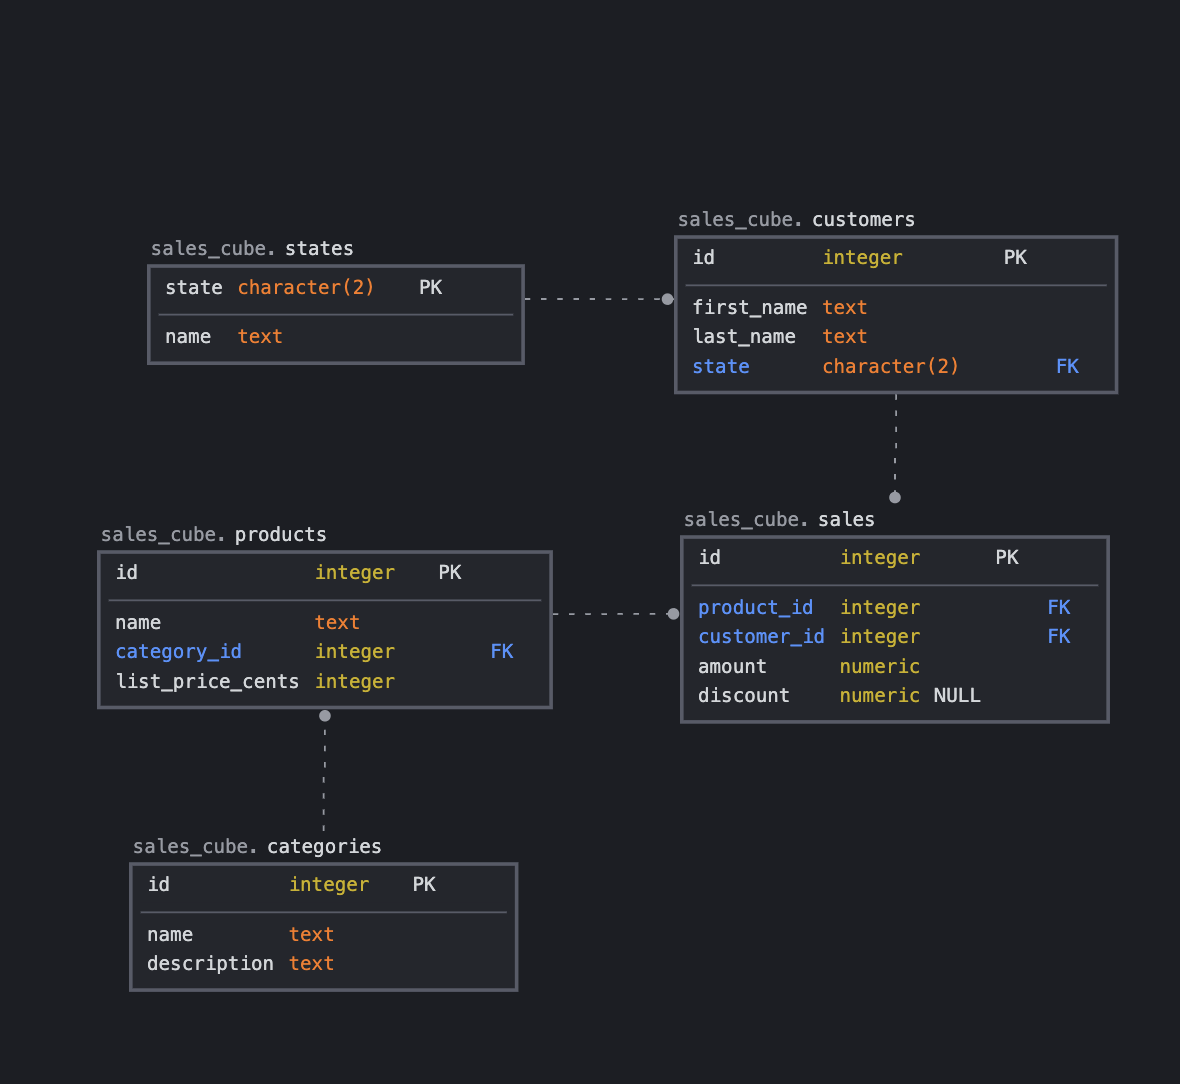 sales_cube. customers
id integer PK
first_name text
last_name text
state character(2) FK
sales_cube. states
state character(2) PK
name text
sales_cube. sales
id integer PK
product_id integer FK
customer_id integer FK
amount numeric
discount numeric NULL
sales_cube. products
id integer PK
name text
category_id integer FK
list_price_cents integer
sales_cube. categories
id integer PK
name text
description text